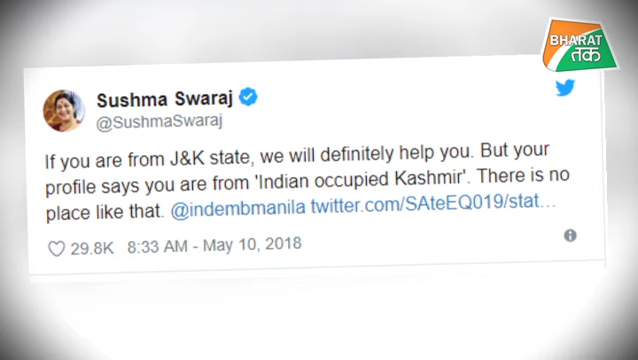 BHARAT
तक
Sushma Swaraj
@SushmaSwaraj
If you are from J&K state, we will definitely help you. But your
profile says you are from 'Indian occupied Kashmir'. There is no
place like that. @indembmanila twitter.com/SAteEQ019/stat…
29.8K 8:33 AM - May 10, 2018